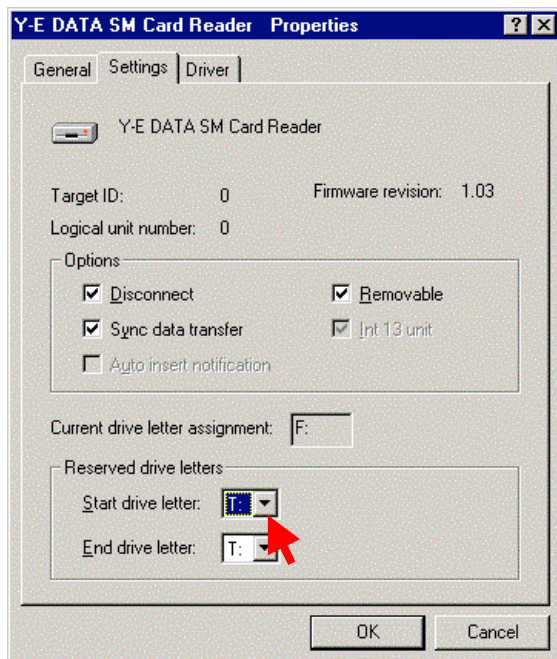 Y-E DATA SM Card Reader Properties
General Settings Driver
Y-E DATA SM Card Reader
Target ID: 0 Firmware revision: 1.03
Logical unit number: 0
Options
Disconnect Removable
Sync data transfer Int 13 unit
Auto insert notification
Current drive letter assignment: F:
Reserved drive letters
Start drive letter: T:
End drive letter: T:
OK Cancel